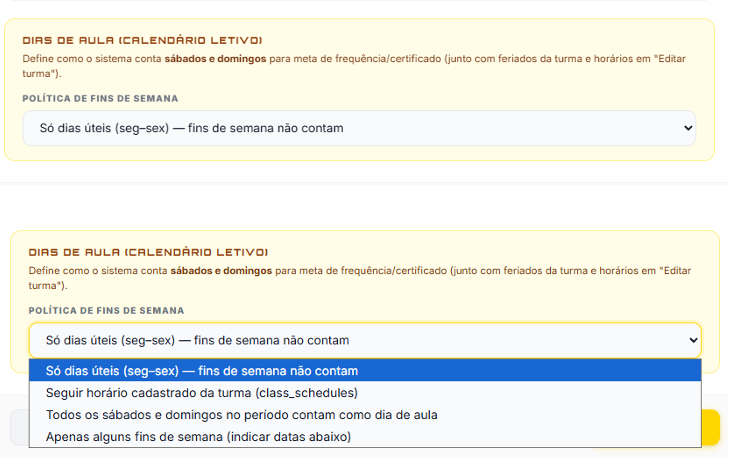 DIAS DE AULA (CALENDÁRIO LETIVO)
Define como o sistema conta sábados e domingos para meta de frequência/certificado (junto com feriados da turma e horários em "Editar
turma").
POLÍTICA DE FINS DE SEMANA
Só dias úteis (seg–sex) — fins de semana não contam
DIAS DE AULA (CALENDÁRIO LETIVO)
Define como o sistema conta sábados e domingos para meta de frequência/certificado (junto com feriados da turma e horários em "Editar
turma").
POLÍTICA DE FINS DE SEMANA
Só dias úteis (seg–sex) — fins de semana não contam
Só dias úteis (seg–sex) — fins de semana não contam
Seguir horário cadastrado da turma (class_schedules)
Todos os sábados e domingos no período contam como dia de aula
Apenas alguns fins de semana (indicar datas abaixo)